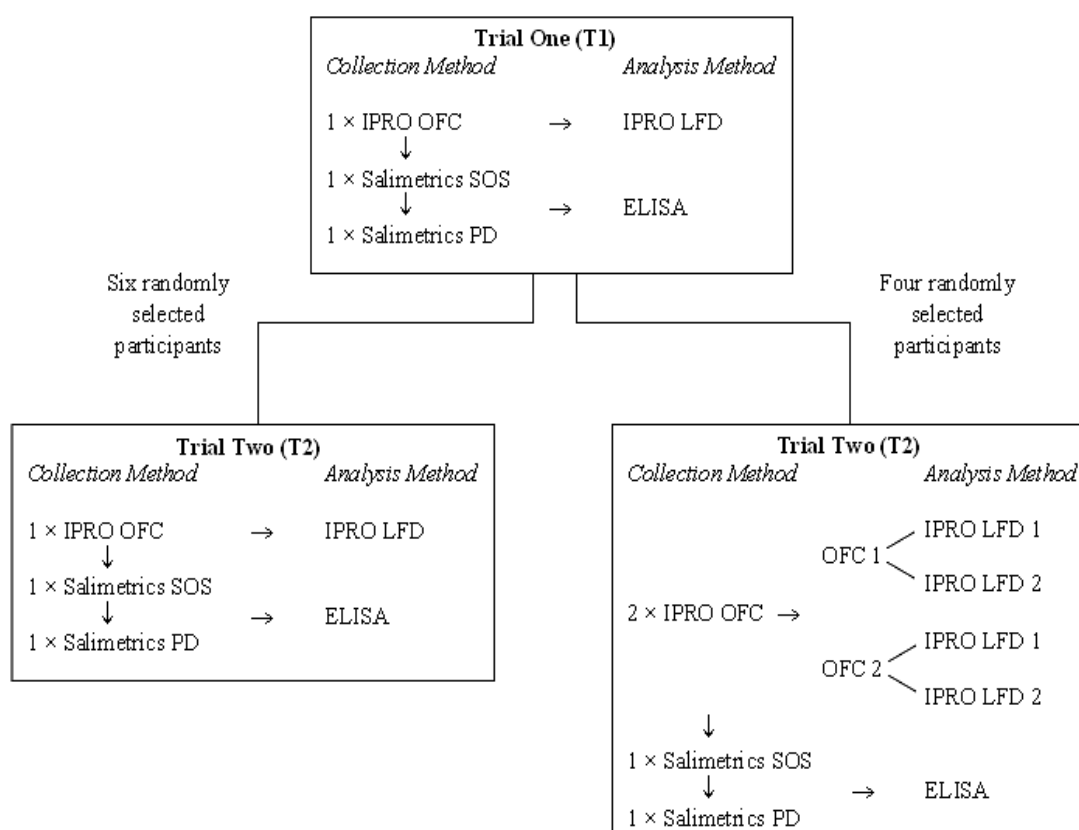 Trial One (T1)
Collection Method Analysis Method
1 × IPRO OFC → IPRO LFD
↓
1 × Salimetrics SOS
↓ → ELISA
1 × Salimetrics PD
Six randomly
selected
participants
Four randomly
selected
participants
Trial Two (T2)
Collection Method Analysis Method
1 × IPRO OFC → IPRO LFD
↓
1 × Salimetrics SOS
↓ → ELISA
1 × Salimetrics PD
Trial Two (T2)
Collection Method Analysis Method
IPRO LFD 1
OFC 1
IPRO LFD 2
2 × IPRO OFC →
IPRO LFD 1
OFC 2
IPRO LFD 2
↓
1 × Salimetrics SOS
↓ → ELISA
1 × Salimetrics PD